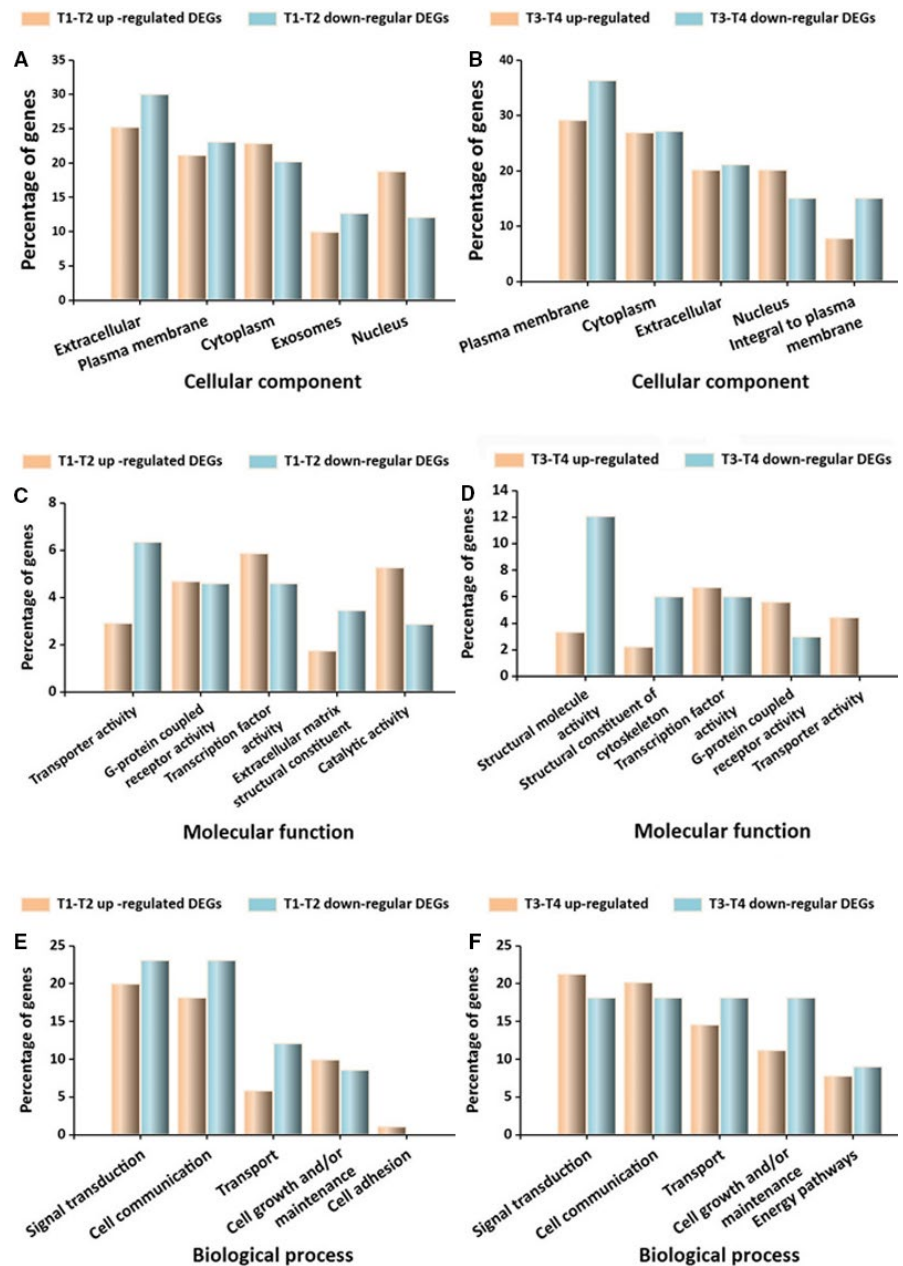 T1-T2 up-regulated DEGs T1-T2 down-regular DEGs
A
Percentage of genes
35
30
25
20
15
10
5
0
Extracellular
Plasma membrane
Cytoplasm
Exosomes
Nucleus
Cellular component
T3-T4 up-regulated T3-T4 down-regular DEGs
B
Percentage of genes
40
30
20
10
0
Plasma membrane
Cytoplasm
Extracellular
Nucleus
Integral to plasma
membrane
Cellular component
T1-T2 up -regulated DEGs T1-T2 down-regular DEGs
C
Percentage of genes
8
6
4
2
0
Transporter activity
G-protein coupled
receptor activity
Transcription factor
activity
Extracellular matrix
structural constituent
Catalytic activity
Molecular function
T3-T4 up-regulated T3-T4 down-regular DEGs
D
Percentage of genes
14
12
10
8
6
4
2
0
Structural molecule
activity
Structural constituent of
cytoskeleton
Transcription factor
activity
G-protein coupled
receptor activity
Transporter activity
Molecular function
T1-T2 up -regulated DEGs T1-T2 down-regular DEGs
E
Percentage of genes
25
20
15
10
5
0
Signal transduction
Cell communication
Transport
Cell growth and/or
maintenance
Cell adhesion
Biological process
T3-T4 up-regulated T3-T4 down-regular DEGs
F
Percentage of genes
25
20
15
10
5
0
Signal transduction
Cell communication
Transport
Cell growth and/or
maintenance
Energy pathways
Biological process